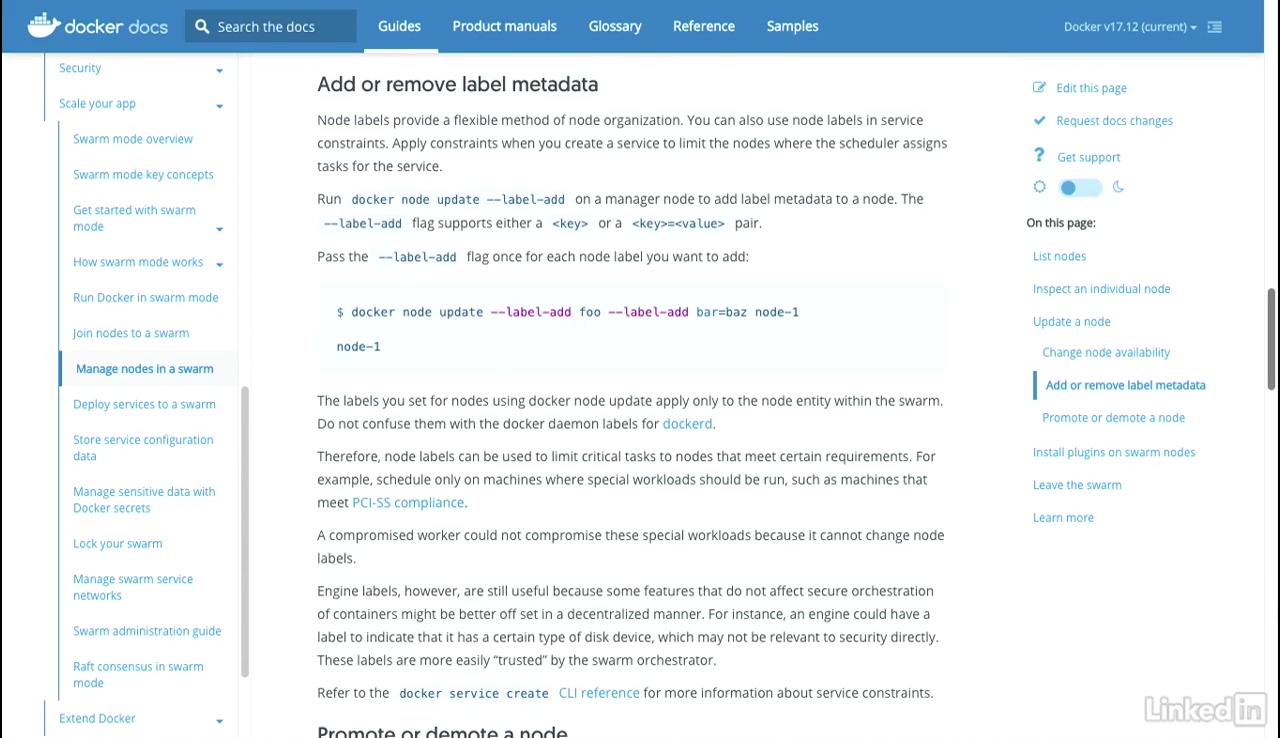 docker docs
Search the docs
Guides
Product manuals
Glossary
Reference
Samples
Docker v17.12 (current)
Security
Scale your app
Swarm mode overview
Swarm mode key concepts
Get started with swarm
mode
How swarm mode works
Run Docker in swarm mode
Join nodes to a swarm
Manage nodes in a swarm
Deploy services to a swarm
Store service configuration
data
Manage sensitive data with
Docker secrets
Lock your swarm
Manage swarm service
networks
Swarm administration guide
Raft consensus in swarm
mode
Extend Docker
Add or remove label metadata
Node labels provide a flexible method of node organization. You can also use node labels in service
constraints. Apply constraints when you create a service to limit the nodes where the scheduler assigns
tasks for the service.
Run docker node update --label-add on a manager node to add label metadata to a node. The
--label-add flag supports either a <key> or a <key>=<value> pair.
Pass the --label-add flag once for each node label you want to add:
$ docker node update --label-add foo --label-add bar=baz node-1
node-1
The labels you set for nodes using docker node update apply only to the node entity within the swarm.
Do not confuse them with the docker daemon labels for dockerd.
Therefore, node labels can be used to limit critical tasks to nodes that meet certain requirements. For
example, schedule only on machines where special workloads should be run, such as machines that
meet PCI-SS compliance.
A compromised worker could not compromise these special workloads because it cannot change node
labels.
Engine labels, however, are still useful because some features that do not affect secure orchestration
of containers might be better off set in a decentralized manner. For instance, an engine could have a
label to indicate that it has a certain type of disk device, which may not be relevant to security directly.
These labels are more easily “trusted” by the swarm orchestrator.
Refer to the docker service create CLI reference for more information about service constraints.
Promote or demote a node
Edit this page
Request docs changes
Get support
On this page:
List nodes
Inspect an individual node
Update a node
Change node availability
Add or remove label metadata
Promote or demote a node
Install plugins on swarm nodes
Leave the swarm
Learn more
Linked in